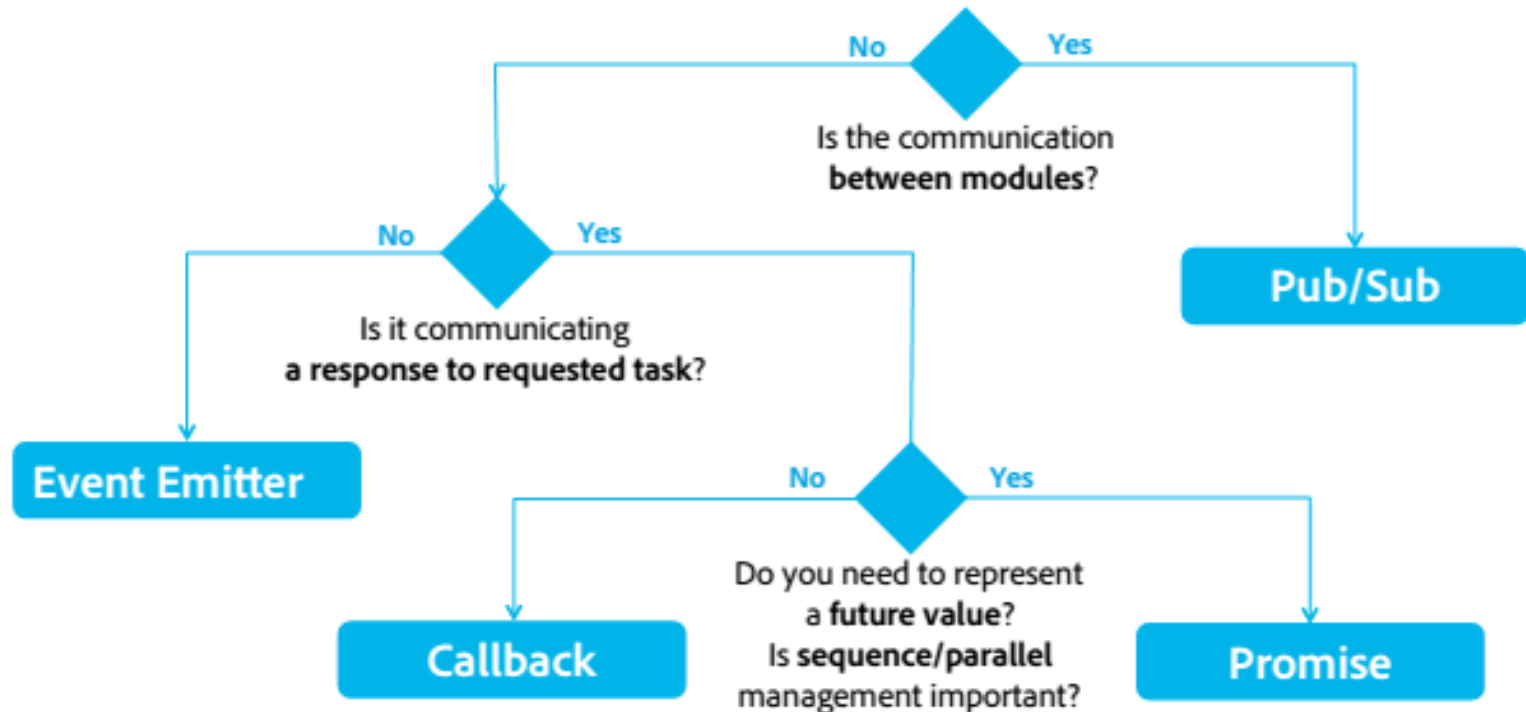 No
Yes
Is the communication
between modules?
No
Yes
Pub/Sub
Is it communicating
a response to requested task?
Event Emitter
No
Yes
Do you need to represent
a future value?
Is sequence/parallel
management important?
Callback
Promise